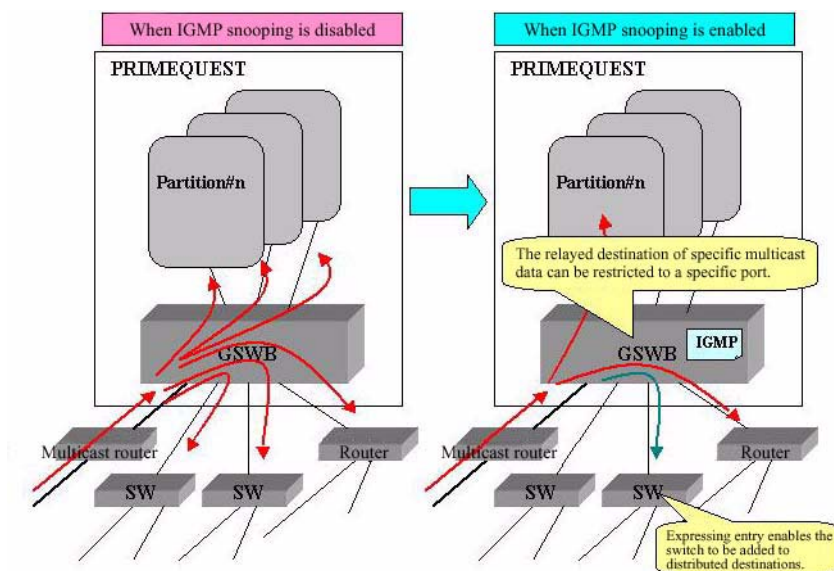 When IGMP snooping is disabled
PRIMEQUEST
Partition#n
GSWB
Multicast router
Router
SW
SW
When IGMP snooping is enabled
PRIMEQUEST
Partition#n
The relayed destination of specific multicast
data can be restricted to a specific port.
IGMP
GSWB
Multicast router
Router
SW
SW
Expressing entry enables the
switch to be added to
distributed destinations.